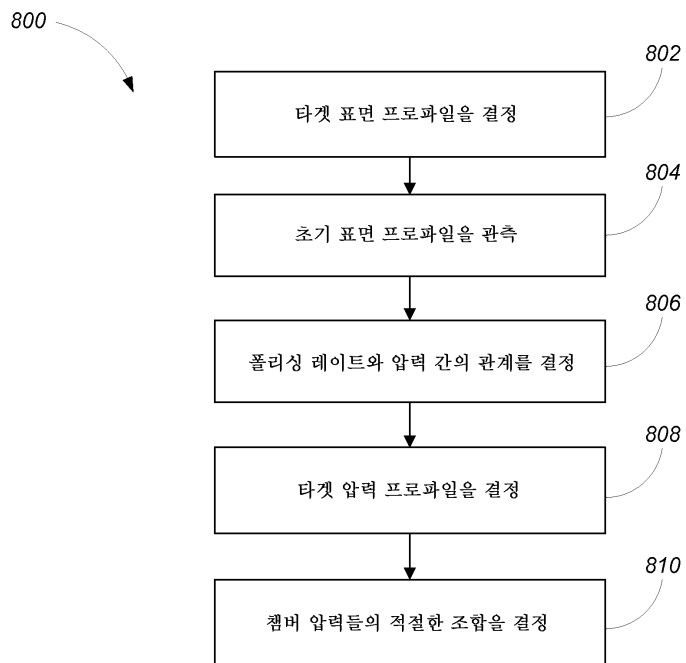 800
802
타겟 표면 프로파일을 결정
804
초기 표면 프로파일을 관측
806
폴리싱 레이트와 압력 간의 관계를 결정
808
타겟 압력 프로파일을 결정
810
챔버 압력들의 적절한 조합을 결정